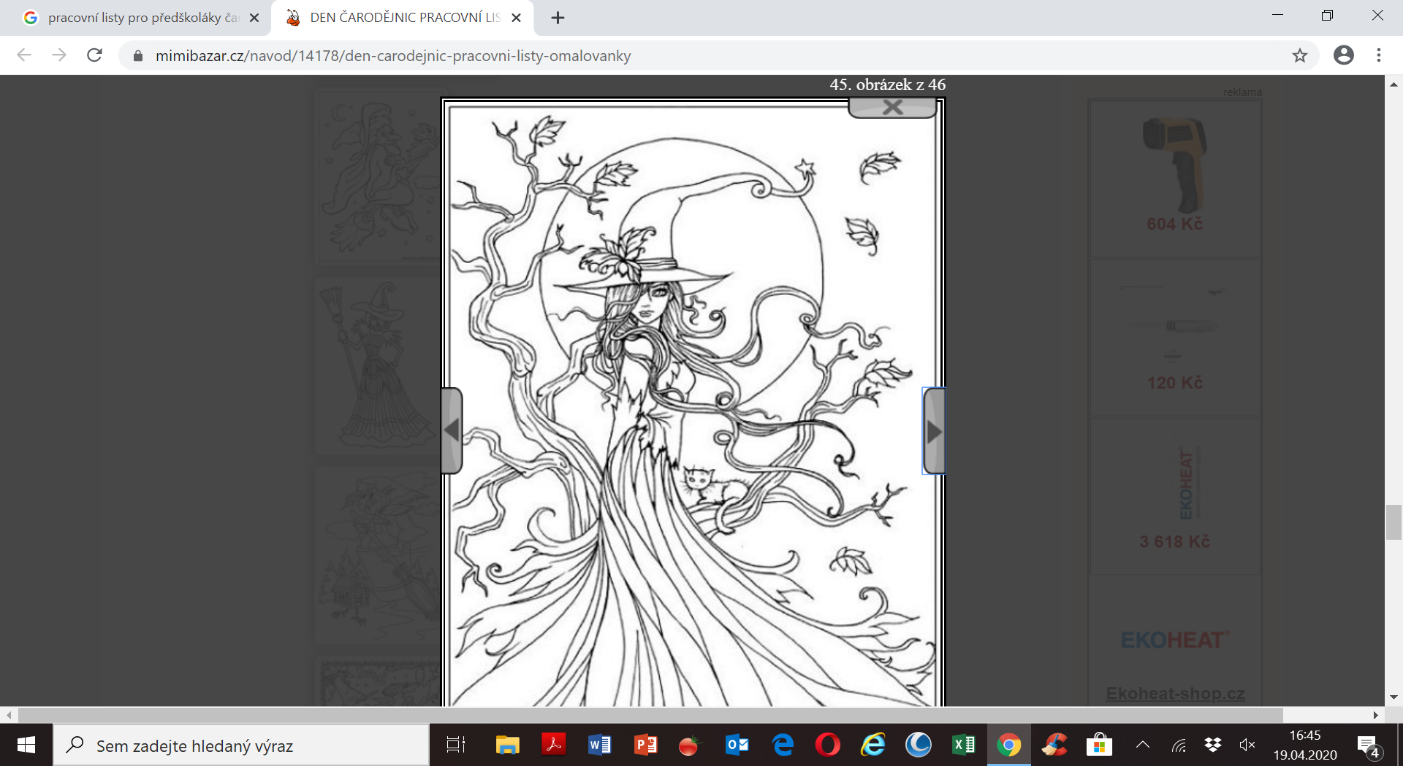 pracovní listy pro předškoláky ča
DEN ČARODĚJNIC PRACOVNÍ LIS
mimibazar.cz/navod/14178/den-carodejnic-pracovni-listy-omalovanky
45. obrázek z 46
reklama
604 Kč
120 Kč
EKOHEAT
3 618 Kč
EKOHEAT
Ekoheat-shop.cz
Sem zadejte hledaný výraz
16:45
19.04.2020
4